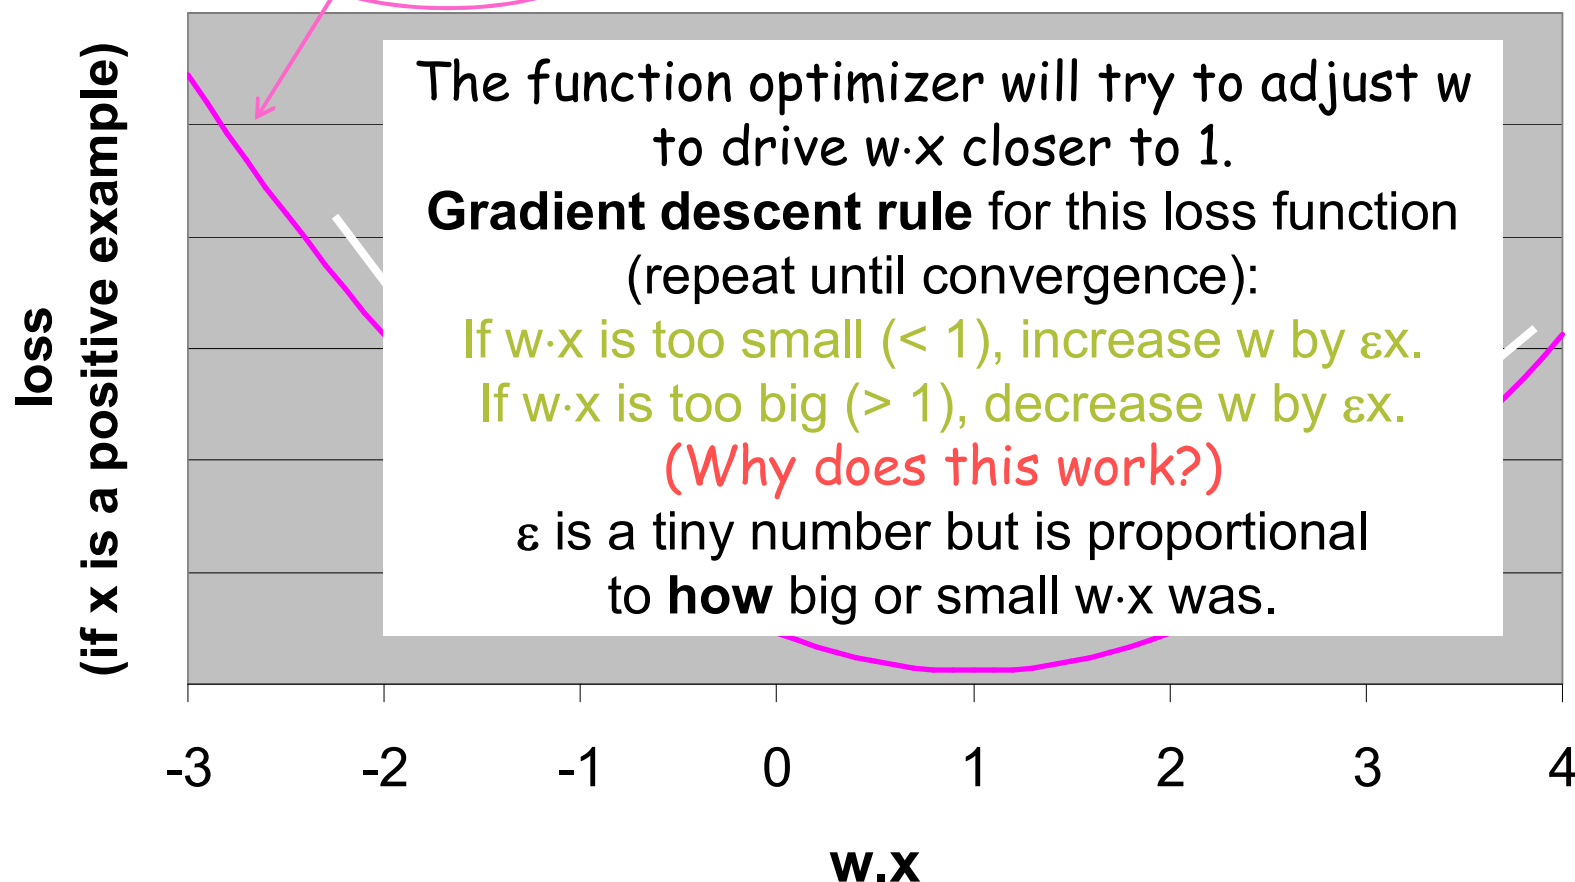 The function optimizer will try to adjust w
to drive w·x closer to 1.
Gradient descent rule for this loss function
(repeat until convergence):
If w·x is too small (< 1), increase w by εx.
If w·x is too big (> 1), decrease w by εx.
(Why does this work?)
ε is a tiny number but is proportional
to how big or small w·x was.
loss
(if x is a positive example)
-3 -2 -1 0 1 2 3 4
w.x